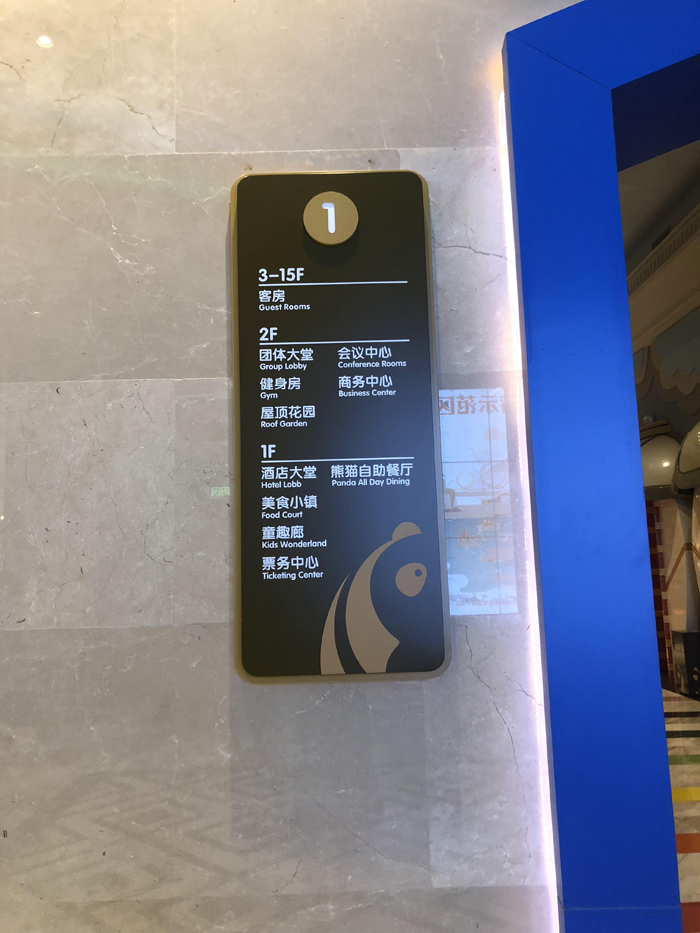 1
3-15F
客房
Guest Rooms
2F
团体大堂 会议中心
Group Lobby Conference Rooms
健身房 商务中心
Gym Business Center
屋顶花园
Roof Garden
1F
酒店大堂 熊猫自助餐厅
Hotel Lobb Panda All Day Dining
美食小镇
Food Court
童趣廊
Kids Wonderland
票务中心
Ticketing Center
示范区